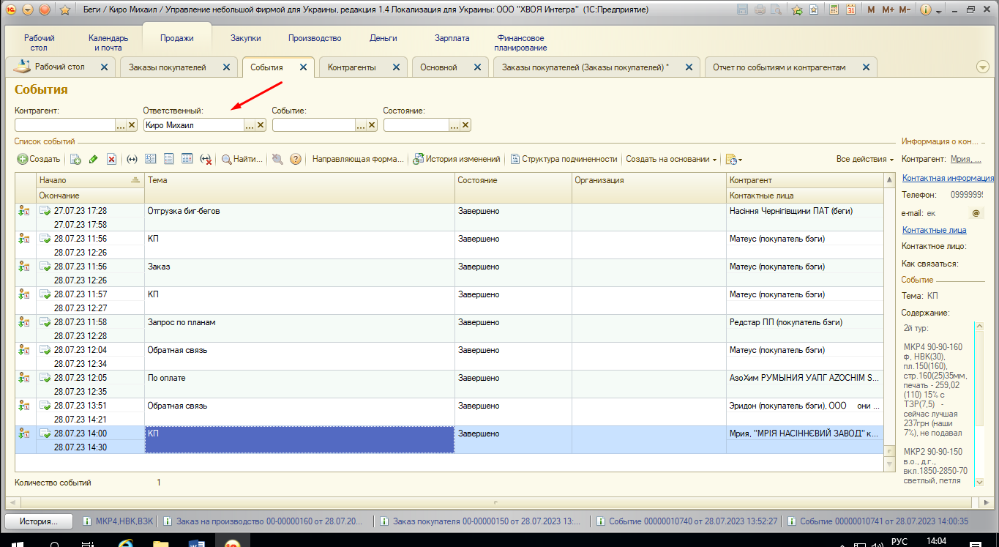 Беги / Киро Михаил / Управление небольшой фирмой для Украины, редакция 1.4 Локализация для Украины: ООО "ХВОЯ Интегра" (1С:Предприятие)
M M+ M-
Рабочий стол
Календарь и почта
Продажи
Закупки
Производство
Деньги
Зарплата
Финансовое планирование
Рабочий стол
Заказы покупателей
События
Контрагенты
Основной
Заказы покупателей (Заказы покупателей) *
Отчет по событиям и контрагентам
События
Контрагент:
Ответственный:
Событие:
Состояние:
Киро Михаил
Список событий
Информация о кон...
Создать
Найти...
Направляющая форма...
История изменений
Структура подчиненности
Создать на основании
Все действия
Контрагент: Мрия, ...
Начало
Тема
Состояние
Организация
Контрагент
Окончание
Контактные лица
27.07.23 17:28 Отгрузка биг-бегов Завершено Насіння Чернігівщини ПАТ (беги)
27.07.23 17:58
28.07.23 11:56 КП Завершено Матеус (покупатель бэги)
28.07.23 12:26
28.07.23 11:56 Заказ Завершено Матеус (покупатель бэги)
28.07.23 12:26
28.07.23 11:57 КП Завершено Матеус (покупатель бэги)
28.07.23 12:27
28.07.23 11:58 Запрос по планам Завершено Редстар ПП (покупатель бэги)
28.07.23 12:28
28.07.23 12:04 Обратная связь Завершено Матеус (покупатель бэги)
28.07.23 12:34
28.07.23 12:05 По оплате Завершено АзоХим РУМЫНИЯ УАПГ AZOCHIM S...
28.07.23 12:35
28.07.23 13:51 Обратная связь Завершено Эридон (покупатель бэги), ООО они ...
28.07.23 14:21
28.07.23 14:00 КП Завершено Мрия, "МРІЯ НАСІННЄВИЙ ЗАВОД" к...
28.07.23 14:30
Количество событий 1
Контактная информация
Телефон: 09999999
e-mail: ек @
Контактные лица
Контактное лицо:
Как связаться:
Событие
Тема: КП
Содержание:
2й тур:
МКР4 90-90-160
ф, НВК(30),
пл.150(160),
стр.160(25)35мм,
печать - 259,02
(110) 15% с
ТЗР(7,5) -
сейчас лучшая
237грн (наши
7%), не подавал
МКР2 90-90-150
в.о., д.г.,
вкл.1850-2850-70
светлый, петля
История...
МКР4,НВК,ВЗК
Заказ на производство 00-00000160 от 28.07.20...
Заказ покупателя 00-00000150 от 28.07.2023 13:...
Событие 00000010740 от 28.07.2023 13:52:27
Событие 00000010741 от 28.07.2023 14:00:35
РУС
14:04